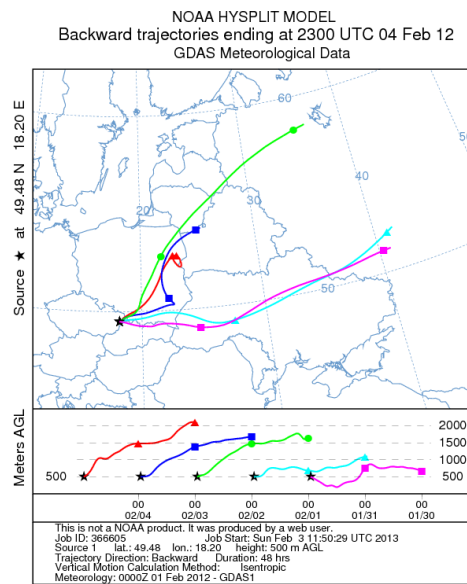 NOAA HYSPLIT MODEL
Backward trajectories ending at 2300 UTC 04 Feb 12
GDAS Meteorological Data
Source ★ at 49.48 N 18.20 E
60
50
40
20
50
Meters AGL
500
2000
1500
1000
500
00 00 00 00 00 00
02/04 02/03 02/02 02/01 01/31 01/30
This is not a NOAA product. It was produced by a web user.
Job ID: 366605 Job Start: Sun Feb 3 11:50:29 UTC 2013
Source 1 lat.: 49.48 lon.: 18.20 height: 500 m AGL
Trajectory Direction: Backward Duration: 48 hrs
Vertical Motion Calculation Method: Isentropic
Meteorology: 0000Z 01 Feb 2012 - GDAS1